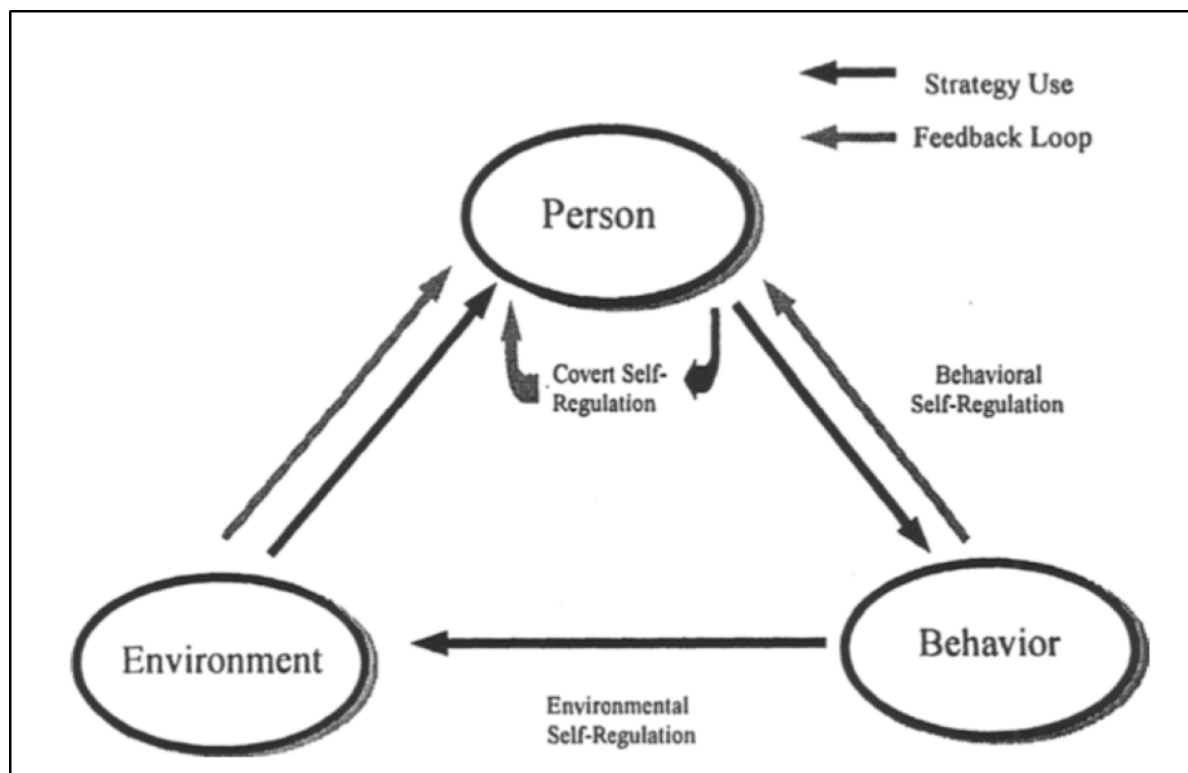 Strategy Use
Feedback Loop
Person
Covert Self-
Regulation
Behavioral
Self-Regulation
Environment
Behavior
Environmental
Self-Regulation